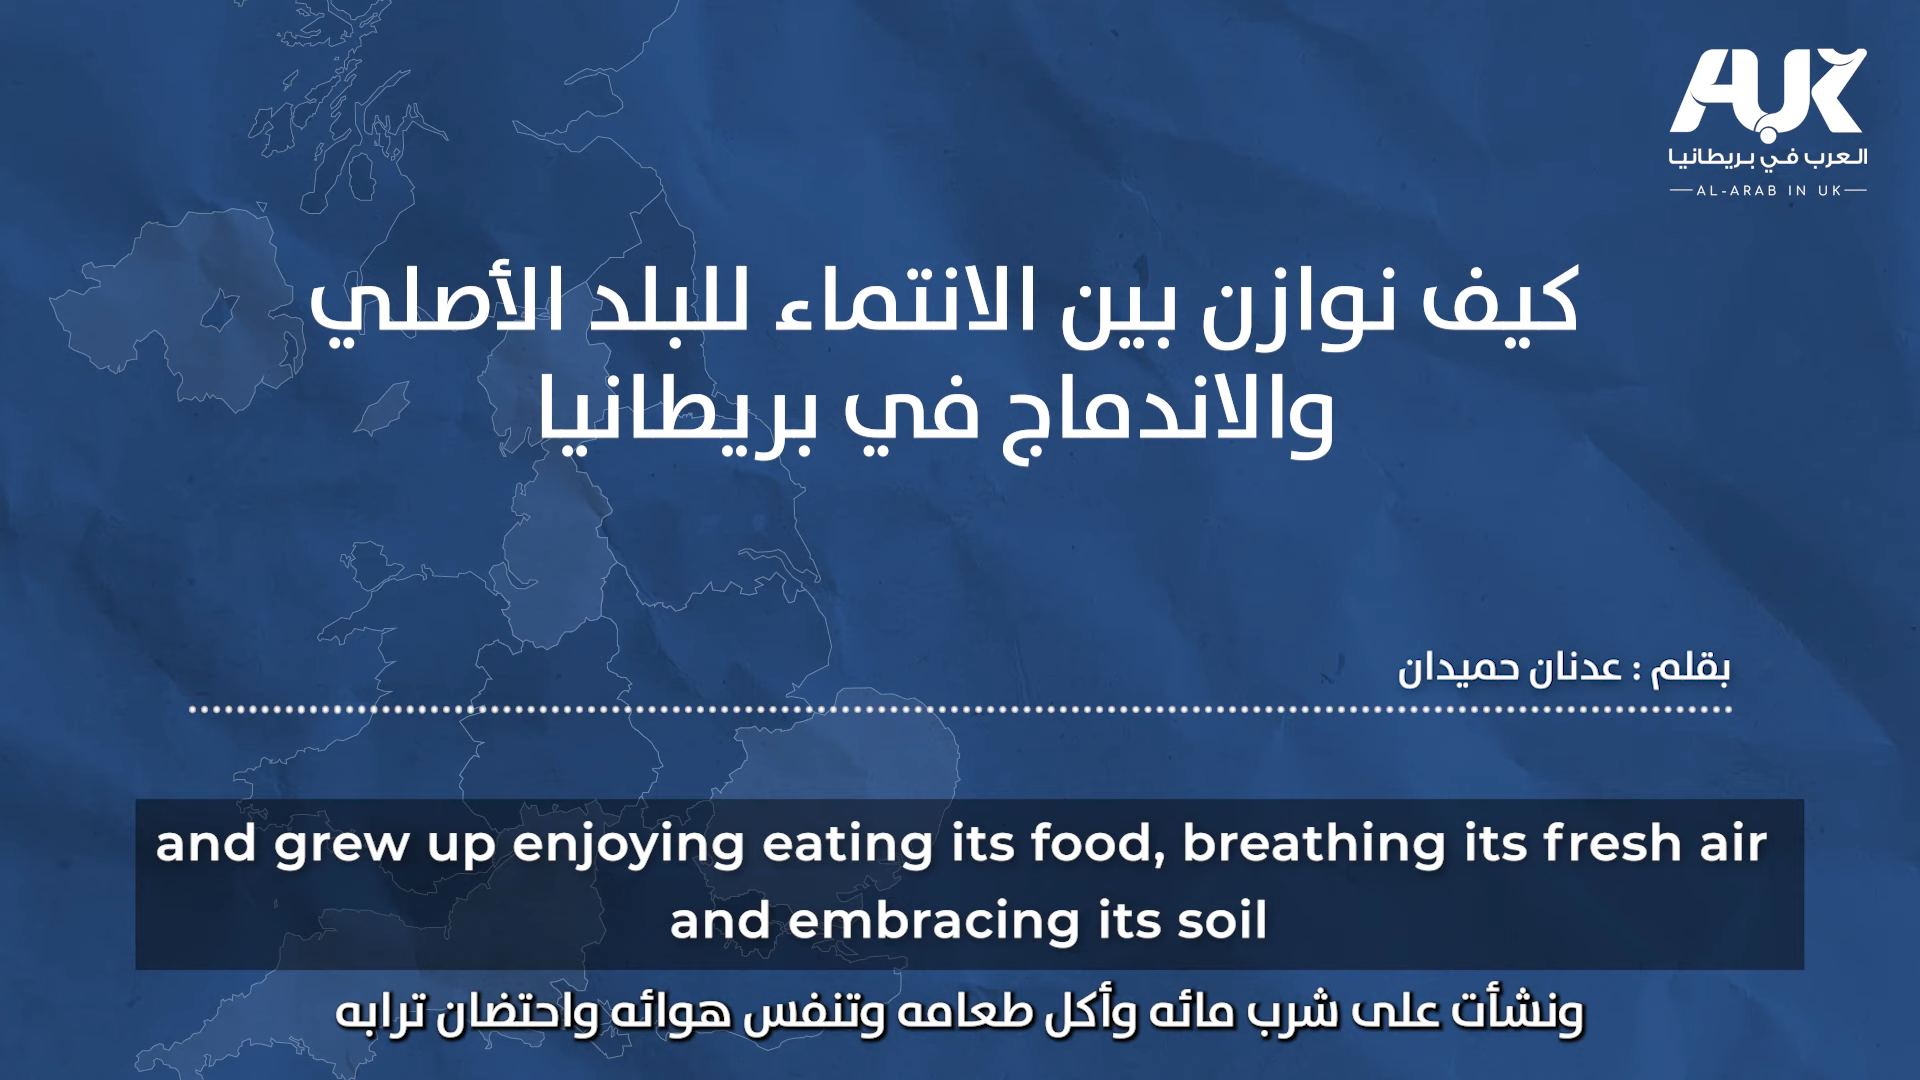 AUK
العرب في بريطانيا
AL-ARAB IN UK
كيف نوازن بين الانتماء للبلد الأصلي
والاندماج في بريطانيا
بقلم : عدنان حميدان
and grew up enjoying eating its food, breathing its fresh air
and embracing its soil
ونشأت على شرب مائه وأكل طعامه وتنفس هوائه واحتضان ترابه